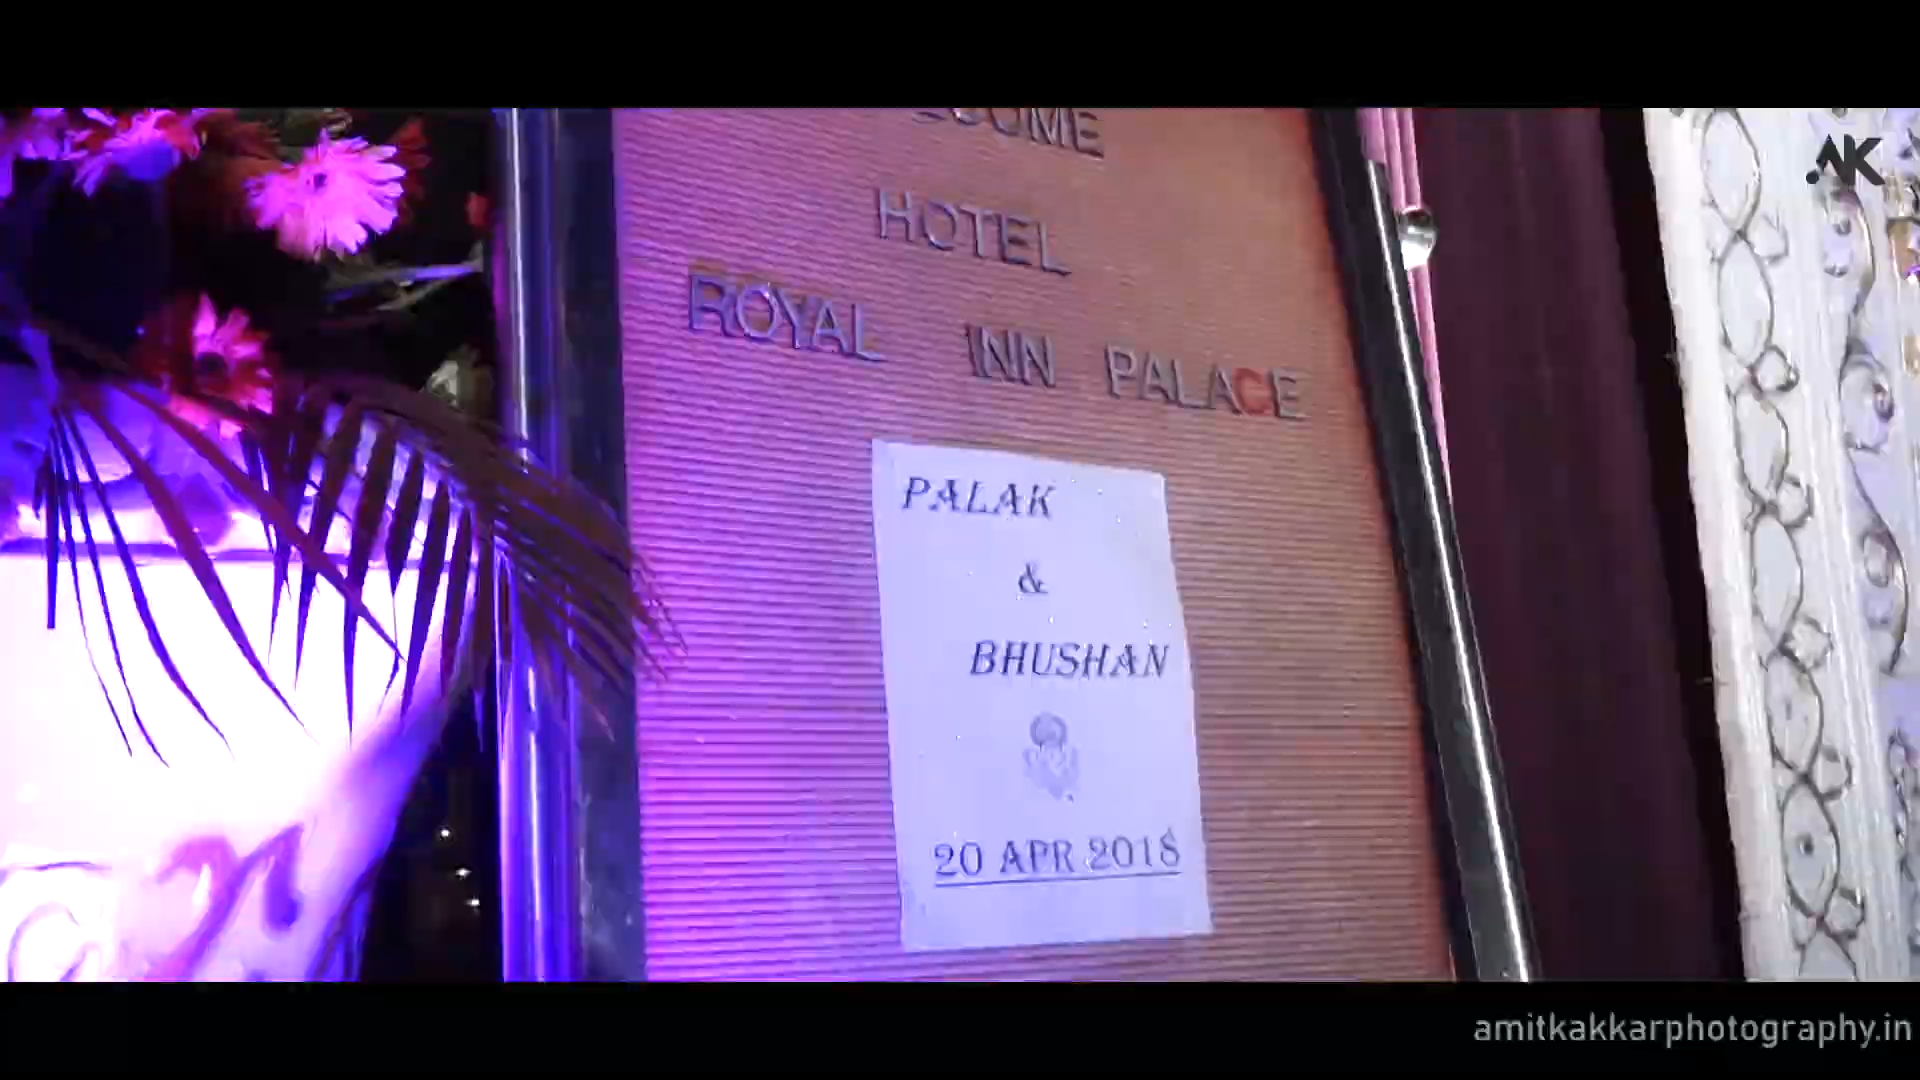 HOTEL
ROYAL INN PALACE
PALAK
&
BHUSHAN
20 APR 2018
AK
amitkakkarphotography.in